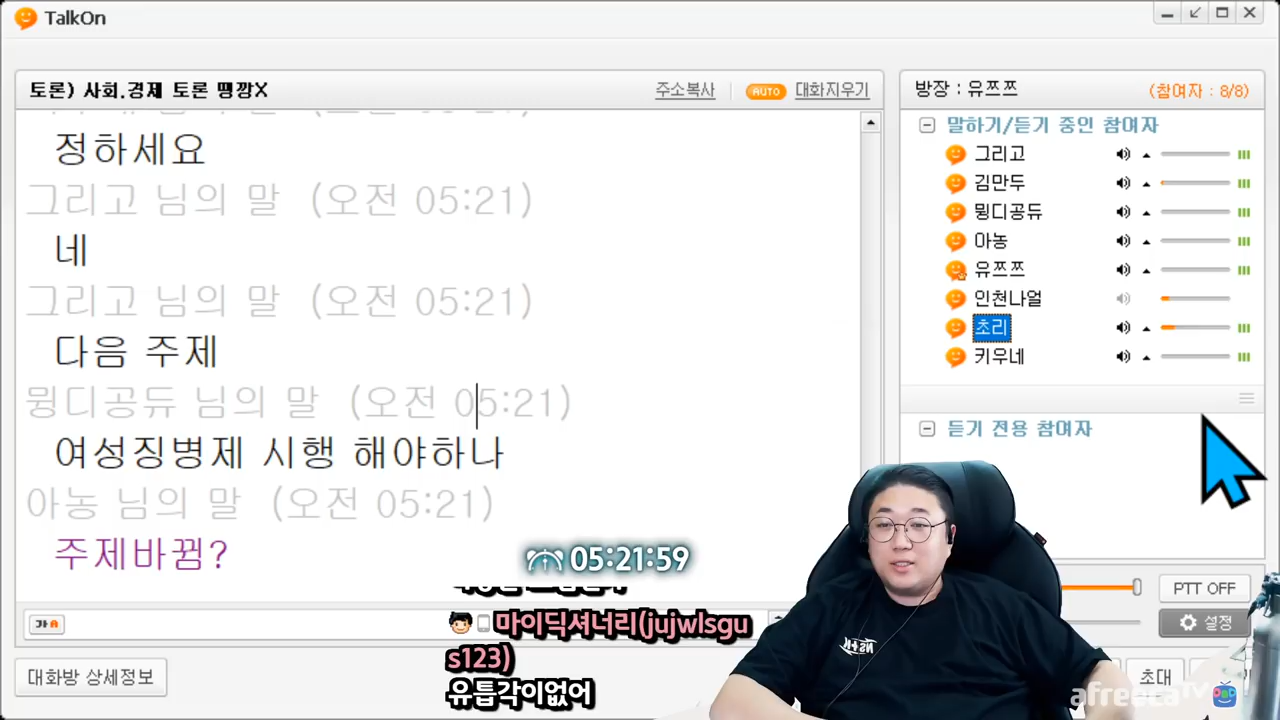 TalkOn
토론) 사회.경제 토론 땡깡X
주소복사
AUTO
대화지우기
정하세요
그리고 님의 말 (오전 05:21)
네
그리고 님의 말 (오전 05:21)
다음 주제
뮝디공듀 님의 말 (오전 05:21)
여성징병제 시행 해야하나
아농 님의 말 (오전 05:21)
주제바뀜?
방장 : 유쯔쯔
(참여자 : 8/8)
말하기/듣기 중인 참여자
그리고
김만두
뮝디공듀
아농
유쯔쯔
인천나얼
초리
키우네
듣기 전용 참여자
05:21:59
마이딕셔너리(jujwlsgu
s123)
유튭각이없어
가
PTT OFF
설정
대화방 상세정보
초대
afreecaTV